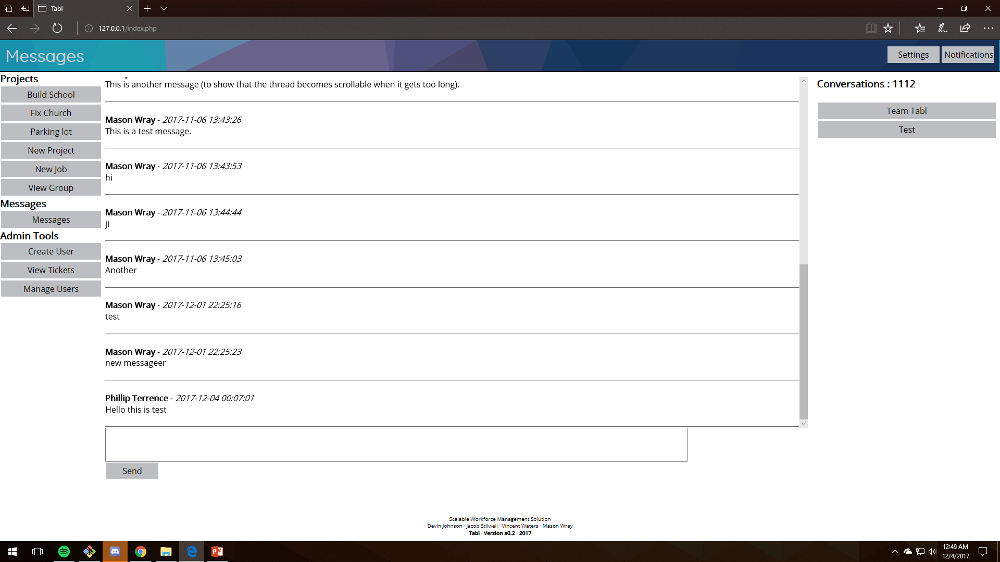 Tabl
127.0.0.1/index.php
Messages
Settings
Notifications
Projects
Build School
Fix Church
Parking lot
New Project
New Job
View Group
Messages
Messages
Admin Tools
Create User
View Tickets
Manage Users
This is another message (to show that the thread becomes scrollable when it gets too long).
Mason Wray - 2017-11-06 13:43:26
This is a test message.
Mason Wray - 2017-11-06 13:43:53
hi
Mason Wray - 2017-11-06 13:44:44
ji
Mason Wray - 2017-11-06 13:45:03
Another
Mason Wray - 2017-12-01 22:25:16
test
Mason Wray - 2017-12-01 22:25:23
new messageer
Phillip Terrence - 2017-12-04 00:07:01
Hello this is test
Send
Conversations : 1112
Team Tabl
Test
Scalable Workforce Management Solution
Devin Johnson · Jacob Stilwell · Vincent Waters · Mason Wray
Tabl · Version a0.2 · 2017
12:49 AM
12/4/2017